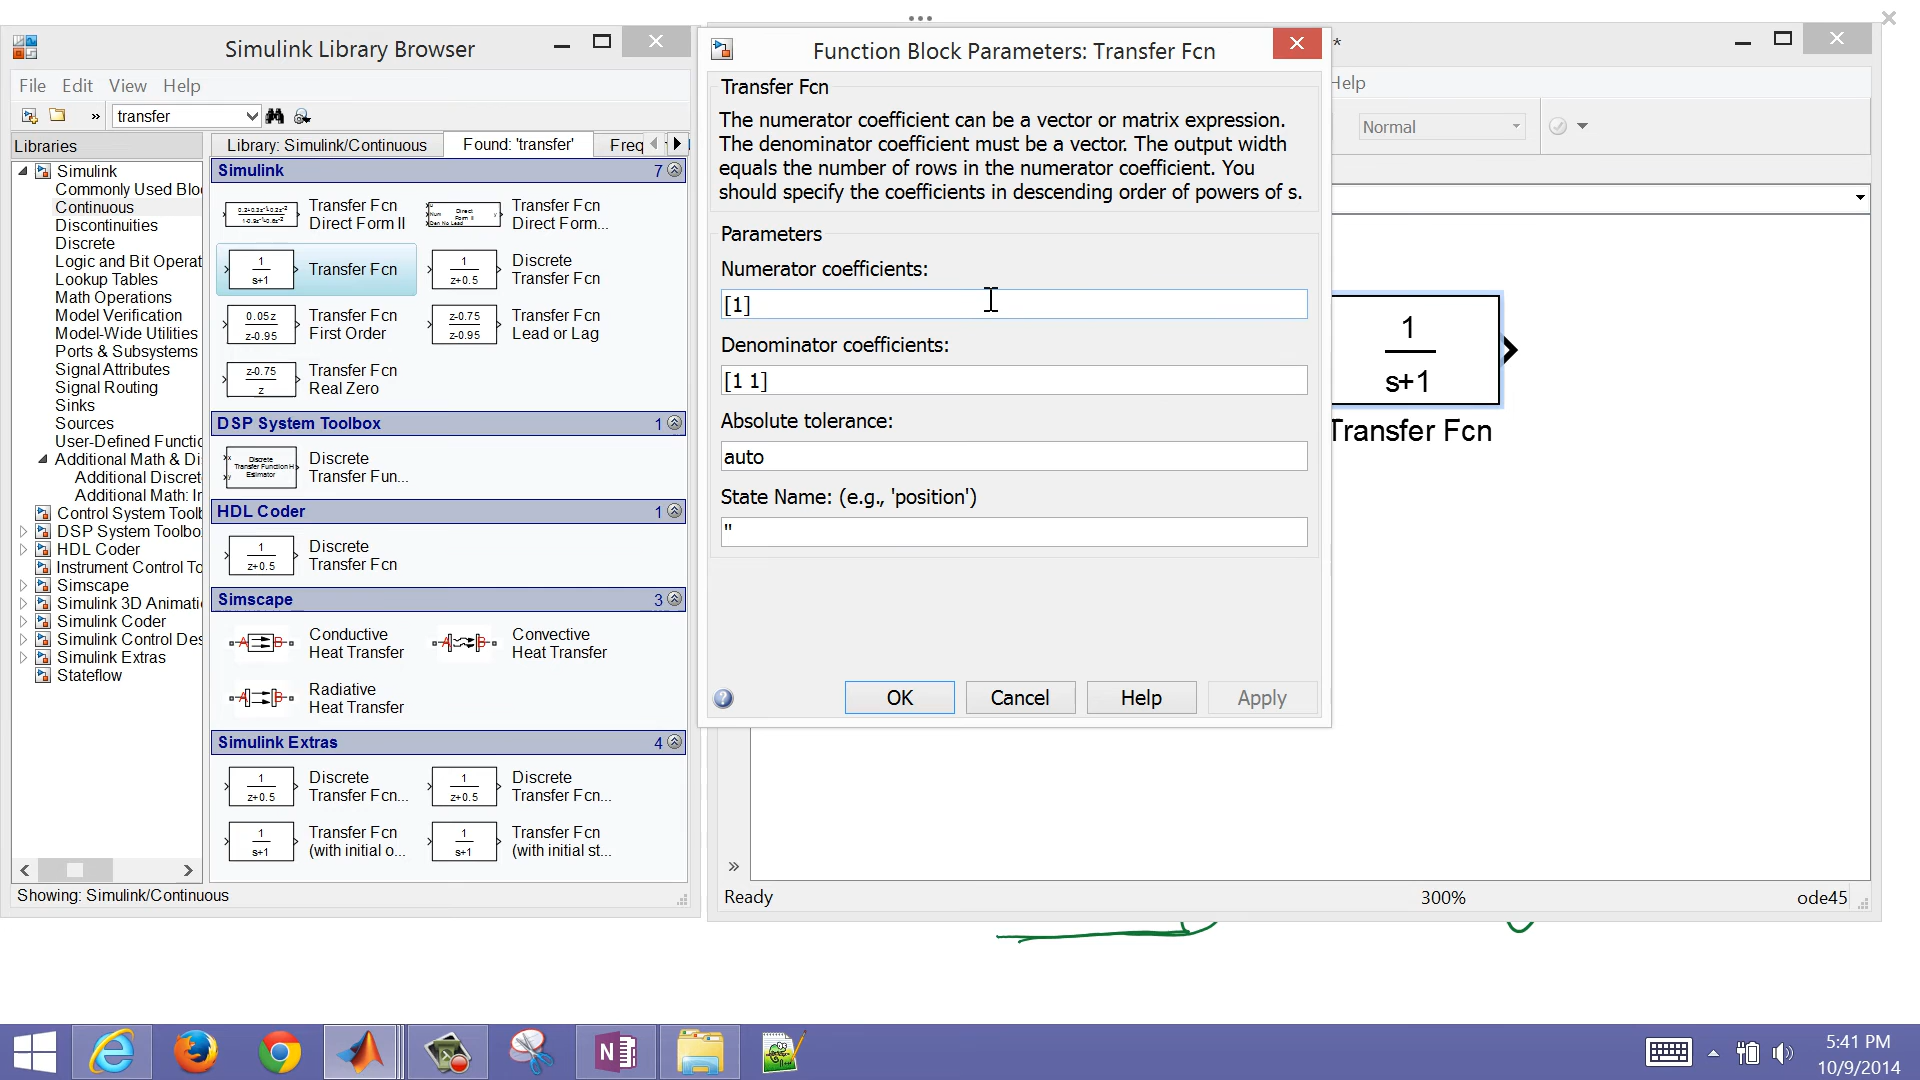 Simulink Library Browser
File Edit View Help
transfer
Libraries
Simulink
Commonly Used Blo
Continuous
Discontinuities
Discrete
Logic and Bit Operat
Lookup Tables
Math Operations
Model Verification
Model-Wide Utilities
Ports & Subsystems
Signal Attributes
Signal Routing
Sinks
Sources
User-Defined Functio
Additional Math & Di
Additional Discret
Additional Math: In
Control System Toolb
DSP System Toolbo
HDL Coder
Instrument Control To
Simscape
Simulink 3D Animati
Simulink Coder
Simulink Control Des
Simulink Extras
Stateflow
Showing: Simulink/Continuous
Library: Simulink/Continuous
Found: 'transfer'
Freq
Simulink 7
Transfer Fcn
Direct Form II
Direct
Form II
Transfer Fcn
Direct Form...
1
s+1
Transfer Fcn
1
z+0.5
Discrete
Transfer Fcn
0.05z
z-0.95
Transfer Fcn
First Order
z-0.75
z-0.95
Transfer Fcn
Lead or Lag
z-0.75
z
Transfer Fcn
Real Zero
DSP System Toolbox 1
Discrete
Transfer Function
Estimator
Discrete
Transfer Fun...
HDL Coder 1
1
z+0.5
Discrete
Transfer Fcn
Simscape 3
A B
Conductive
Heat Transfer
A B
Convective
Heat Transfer
A B
Radiative
Heat Transfer
Simulink Extras 4
1
z+0.5
Discrete
Transfer Fcn...
1
z+0.5
Discrete
Transfer Fcn...
1
s+1
Transfer Fcn
(with initial o...
1
s+1
Transfer Fcn
(with initial st...
Function Block Parameters: Transfer Fcn
Transfer Fcn
The numerator coefficient can be a vector or matrix expression.
The denominator coefficient must be a vector. The output width
equals the number of rows in the numerator coefficient. You
should specify the coefficients in descending order of powers of s.
Parameters
Numerator coefficients:
[1]
Denominator coefficients:
[1 1]
Absolute tolerance:
auto
State Name: (e.g., 'position')
''
OK Cancel Help Apply
*
Help
Normal
1
s+1
Transfer Fcn
Ready 300% ode45
5:41 PM
10/9/2014